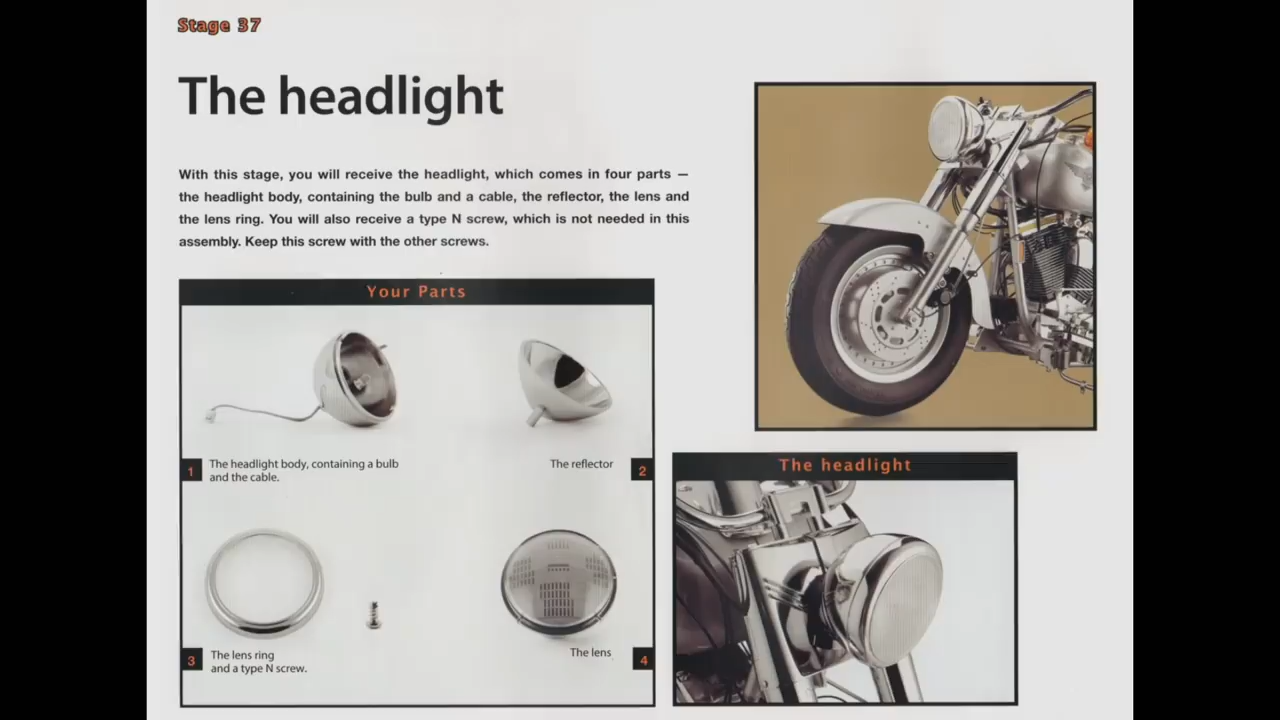 Stage 37
The headlight
With this stage, you will receive the headlight, which comes in four parts —
the headlight body, containing the bulb and a cable, the reflector, the lens and
the lens ring. You will also receive a type N screw, which is not needed in this
assembly. Keep this screw with the other screws.
Your Parts
1
The headlight body, containing a bulb
and the cable.
The reflector
2
3
The lens ring
and a type N screw.
The lens
4
The headlight